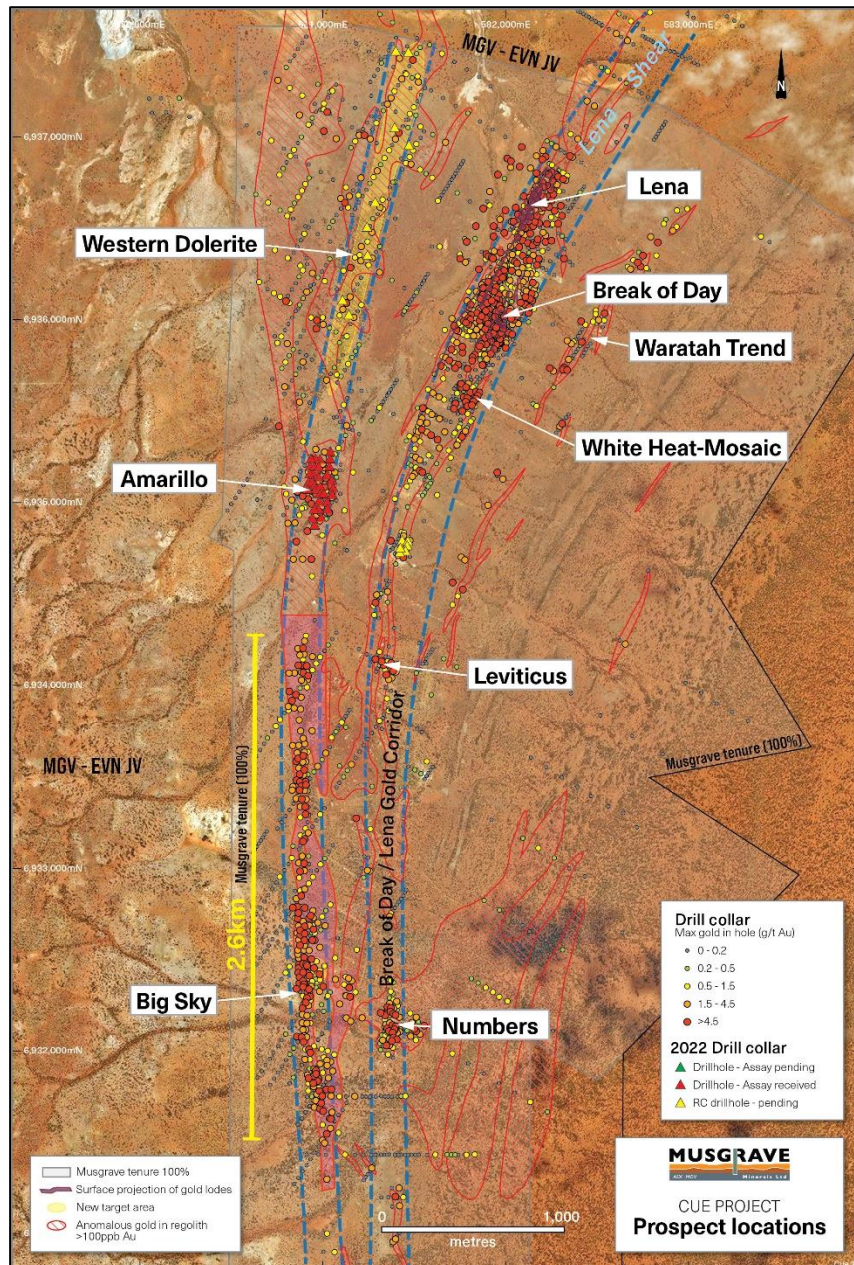 582,000mE
583,000mE
MGV - EVN JV
Lena Shear
N
6,937,000mN
Lena
Western Dolerite
Break of Day
6,936,000mN
Waratah Trend
White Heat-Mosaic
Amarillo
6,935,000mN
Leviticus
6,934,000mN
MGV - EVN JV
Musgrave tenure (100%)
Musgrave tenure (100%)
2.6km
Break of Day / Lena Gold Corridor
6,933,000mN
Big Sky
Numbers
6,932,000mN
Drill collar
Max gold in hole (g/t Au)
0 - 0.2
0.2 - 0.5
0.5 - 1.5
1.5 - 4.5
>4.5
2022 Drill collar
Drillhole - Assay pending
Drillhole - Assay received
RC drillhole - pending
Musgrave tenure 100%
Surface projection of gold lodes
New target area
Anomalous gold in regolith
>100ppb Au
0 1,000
metres
MUSGRAVE
Minerals Ltd
CUE PROJECT
Prospect locations